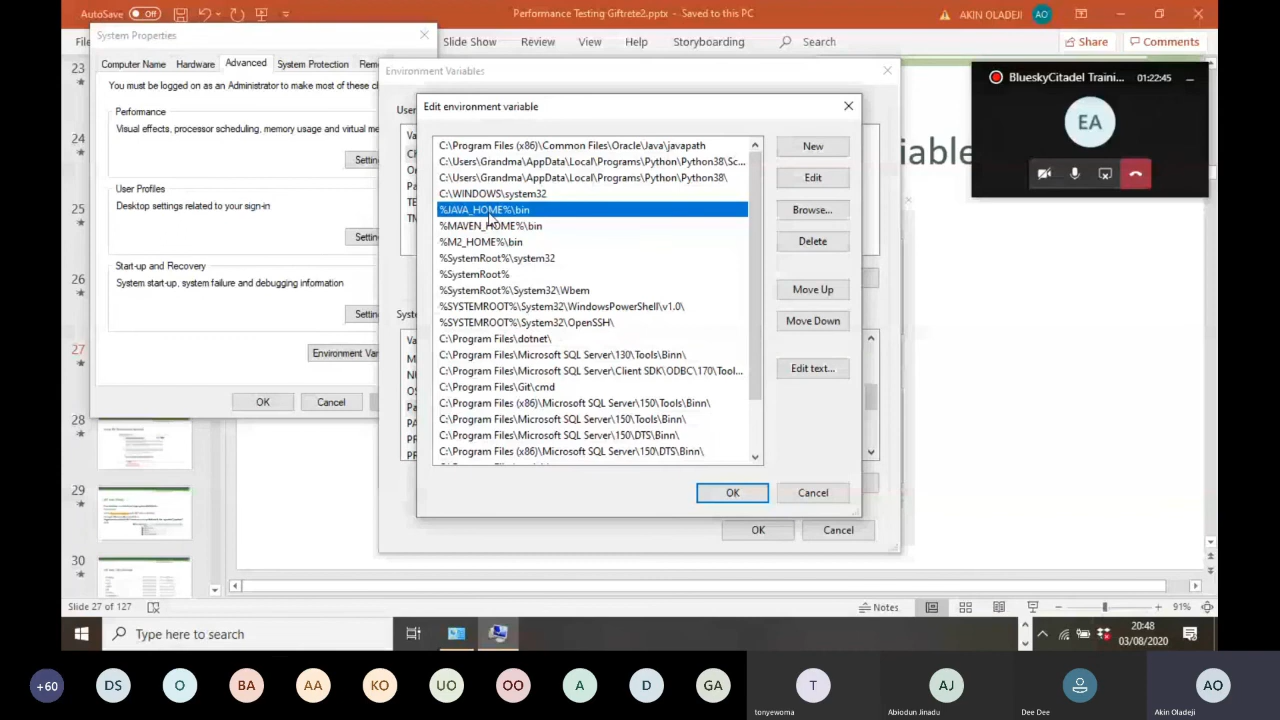 AutoSave
Off
Performance Testing Giftrete2.pptx - Saved to this PC
AKIN OLADEJI
AO
Slide Show
Review
View
Help
Storyboarding
Search
Share
Comments
System Properties
Computer Name
Hardware
Advanced
System Protection
You must be logged on as an Administrator to make most of these
Performance
Visual effects, processor scheduling, memory usage and virtual
User Profiles
Desktop settings related to your sign-in
Start-up and Recovery
System start-up, system failure and debugging information
OK
Cancel
Environment Variables
Edit environment variable
C:\Program Files (x86)\Common Files\Oracle\Java\javapath
C:\Users\Grandma\AppData\Local\Programs\Python\Python38\Sc...
C:\Users\Grandma\AppData\Local\Programs\Python\Python38\
C:\WINDOWS\system32
%JAVA_HOME%\bin
%MAVEN_HOME%\bin
%M2_HOME%\bin
%SystemRoot%\system32
%SystemRoot%
%SystemRoot%\System32\Wbem
%SYSTEMROOT%\System32\WindowsPowerShell\v1.0\
%SYSTEMROOT%\System32\OpenSSH\
C:\Program Files\dotnet\
C:\Program Files\Microsoft SQL Server\130\Tools\Binn\
C:\Program Files\Microsoft SQL Server\Client SDK\ODBC\170\Tool...
C:\Program Files\Git\cmd
C:\Program Files (x86)\Microsoft SQL Server\150\Tools\Binn\
C:\Program Files\Microsoft SQL Server\150\Tools\Binn\
C:\Program Files\Microsoft SQL Server\150\DTS\Binn\
C:\Program Files (x86)\Microsoft SQL Server\150\DTS\Binn\
New
Edit
Browse...
Delete
Move Up
Move Down
Edit text...
OK
Cancel
OK
Cancel
BlueskyCitadel Traini...
01:22:45
EA
iable
23
24
25
26
27
28
29
30
Slide 27 of 127
Notes
91%
Type here to search
20:48
03/08/2020
+60
DS
O
BA
AA
KO
UO
OO
A
D
GA
T
tonyewoma
AJ
Abiodun Jinadu
Dee Dee
AO
Akin Oladeji